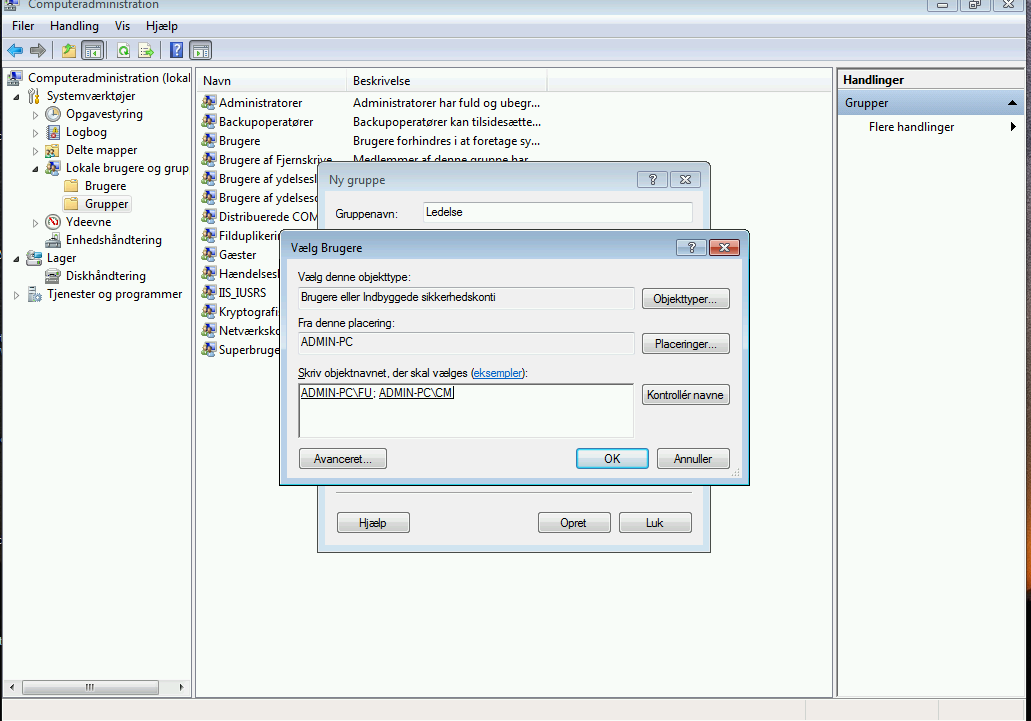 Computeradministration
Filer Handling Vis Hjælp
Computeradministration (lokal
Systemværktøjer
Opgavestyring
Logbog
Delte mapper
Lokale brugere og grup
Brugere
Grupper
Ydeevne
Enhedshåndtering
Lager
Diskhåndtering
Tjenester og programmer
Navn Beskrivelse
Administratorer Administratorer har fuld og ubegr...
Backupoperatører Backupoperatører kan tilsidesætte...
Brugere Brugere forhindres i at foretage sy...
Brugere af Fjernskrive Medlemmer af denne gruppe har
Brugere af ydelsesl
Brugere af ydelseso
Distribuerede COM
Filduplikerin
Gæster
Hændelsesl
IIS_IUSRS
Kryptografi
Netværksko
Superbruge
Ny gruppe
Gruppenavn: Ledelse
Vælg Brugere
Vælg denne objekttype:
Brugere eller Indbyggede sikkerhedskonti Objekttyper...
Fra denne placering:
ADMIN-PC Placeringer...
Skriv objektnavnet, der skal vælges (eksempler):
ADMIN-PC\FU; ADMIN-PC\CM Kontrollér navne
Avanceret... OK Annuller
Hjælp Opret Luk
Handlinger
Grupper
Flere handlinger